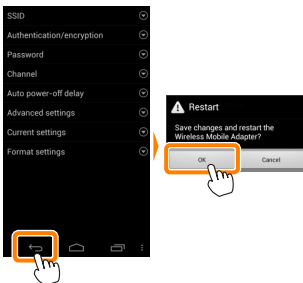 SSID
Authentication/encryption
Password
Channel
Auto power-off delay
Advanced settings
Current settings
Format settings
Restart
Save changes and restart the
Wireless Mobile Adapter?
OK
Cancel